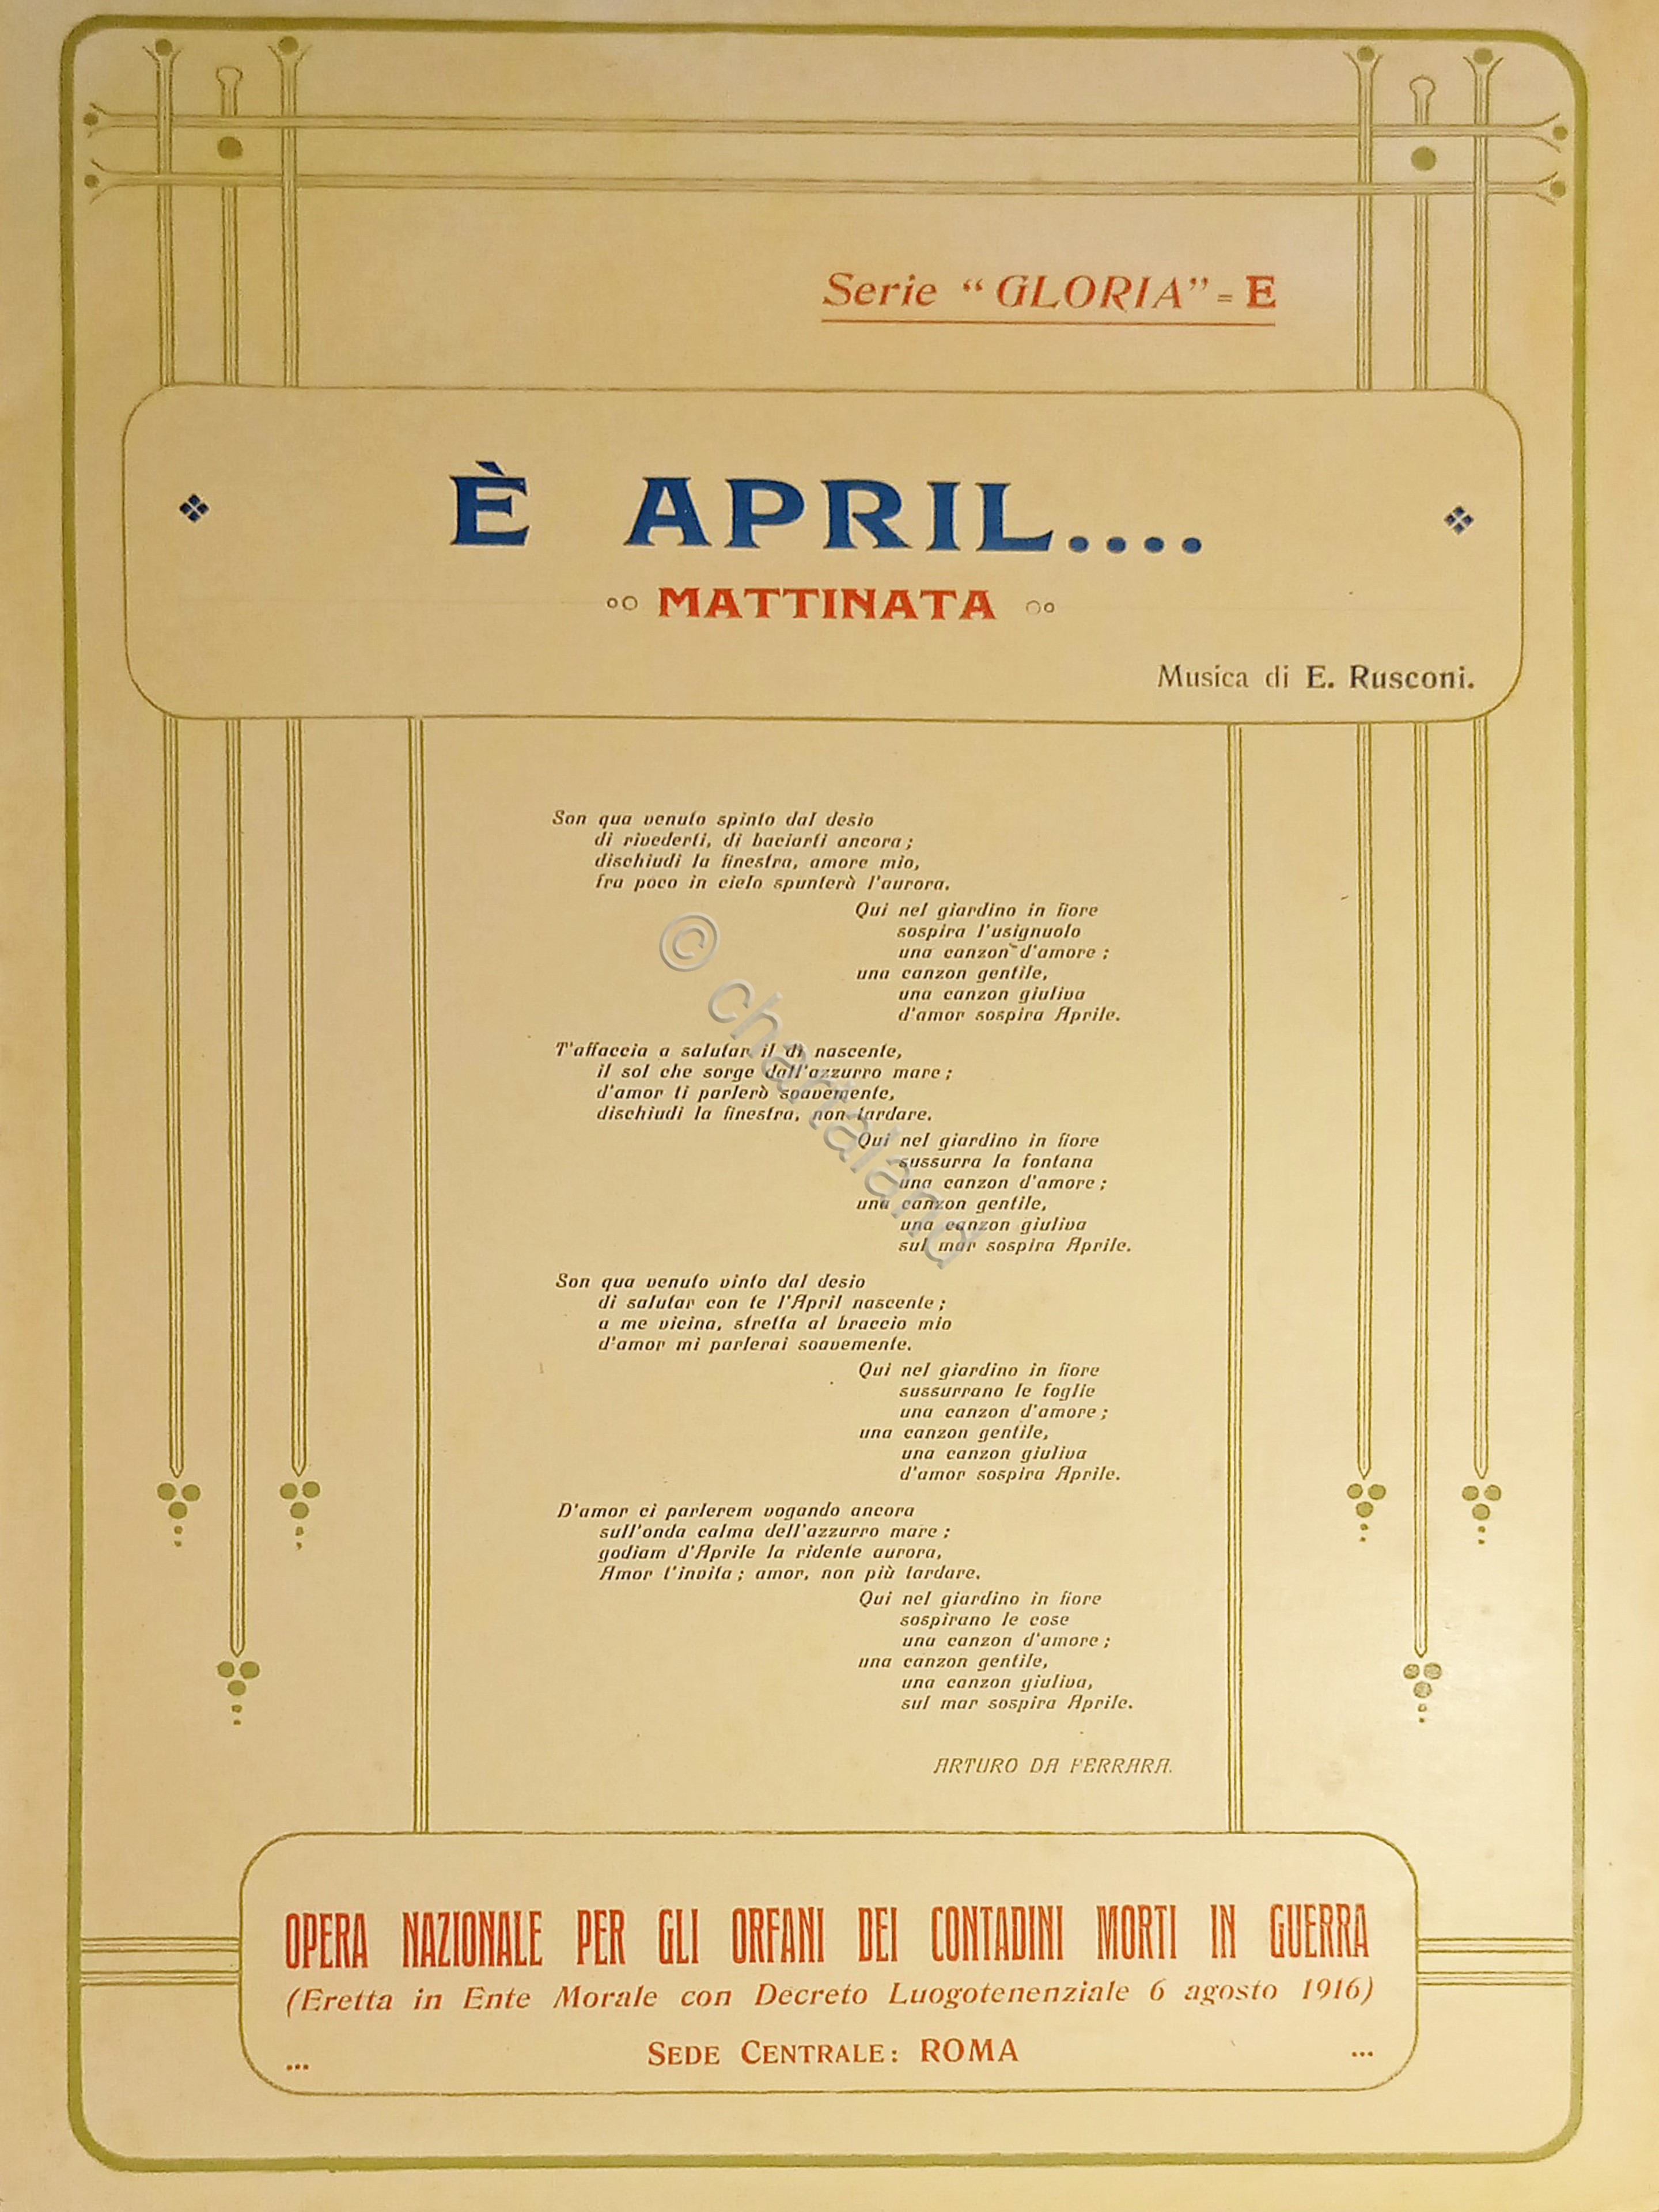 Serie “GLORIA” = E
È APRIL....
MATTINATA
Musica di E. Rusconi.
Son qua venuto spinto dal desio
di rivederti, di baciarti ancora;
dischiudi la finestra, amore mio,
fra poco in cielo spunterà l'aurora.
Qui nel giardino in fiore
sospira l'usignuolo
una canzon d'amore;
una canzon gentile,
una canzon giuliva
d'amor sospira Aprile.
T'affaccia a salutar il dì nascente,
il sol che sorge dall'azzurro mare;
d'amor ti parlerò soavemente,
dischiudi la finestra, non tardare.
Qui nel giardino in fiore
sussurra la fontana
una canzon d'amore;
una canzon gentile,
una canzon giuliva
sul mar sospira Aprile.
Son qua venuto vinto dal desio
di salutar con te l'April nascente;
a me vicina, stretta al braccio mio
d'amor mi parlerai soavemente.
Qui nel giardino in fiore
sussurrano le foglie
una canzon d'amore;
una canzon gentile,
una canzon giuliva
d'amor sospira Aprile.
D'amor ci parlerem vogando ancora
sull'onda calma dell'azzurro mare;
godiam d'Aprile la ridente aurora,
Amor t'invita; amor, non più tardare.
Qui nel giardino in fiore
sospirano le cose
una canzon d'amore;
una canzon gentile,
una canzon giuliva,
sul mar sospira Aprile.
ARTURO DA FERRARA.
© chartaland
OPERA NAZIONALE PER GLI ORFANI DEI CONTADINI MORTI IN GUERRA
(Eretta in Ente Morale con Decreto Luogotenenziale 6 agosto 1916)
... SEDE CENTRALE: ROMA ...